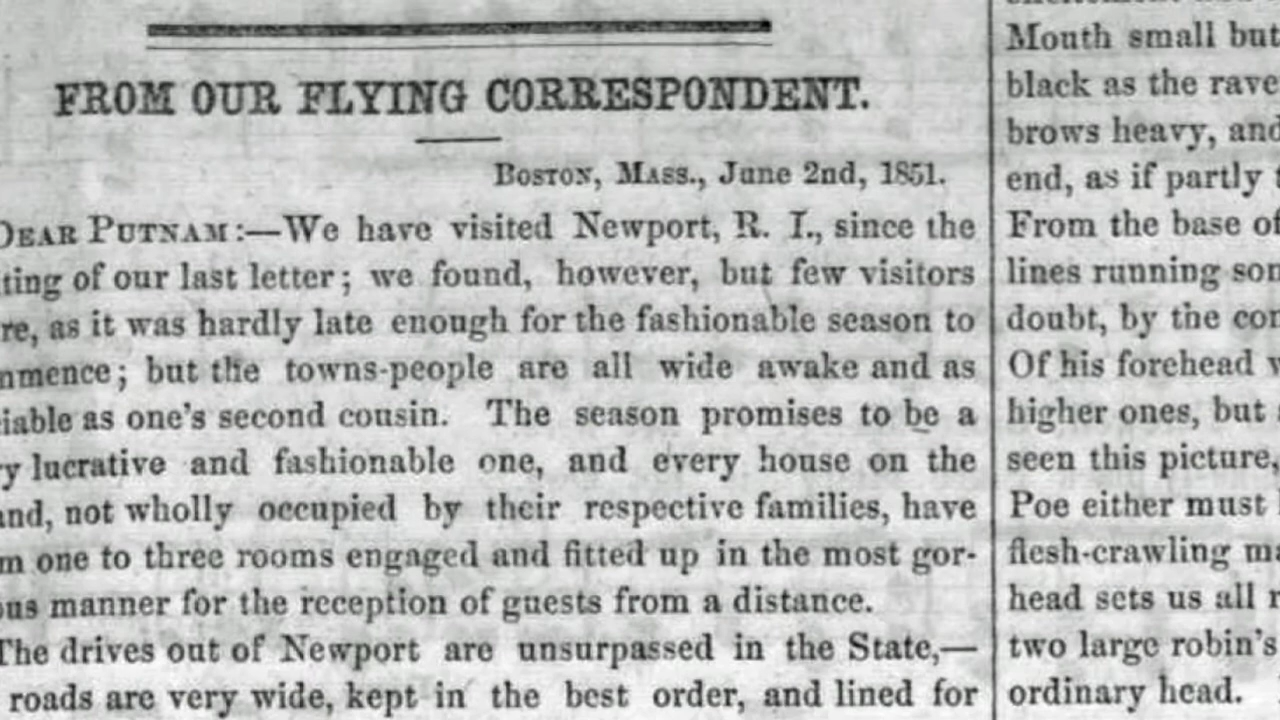 FROM OUR FLYING CORRESPONDENT.
BOSTON, MASS., June 2nd, 1851.
DEAR PUTNAM:—We have visited Newport, R. I., since the
ting of our last letter; we found, however, but few visitors
re, as it was hardly late enough for the fashionable season to
nmence; but the towns-people are all wide awake and as
iable as one's second cousin. The season promises to be a
ry lucrative and fashionable one, and every house on the
and, not wholly occupied by their respective families, have
m one to three rooms engaged and fitted up in the most gor-
ous manner for the reception of guests from a distance.
The drives out of Newport are unsurpassed in the State,—
roads are very wide, kept in the best order, and lined for
Mouth small but
black as the rave
brows heavy, and
end, as if partly
From the base of
lines running son
doubt, by the con
Of his forehead
higher ones, but
seen this picture,
Poe either must
flesh-crawling ma
head sets us all
two large robin's
ordinary head.